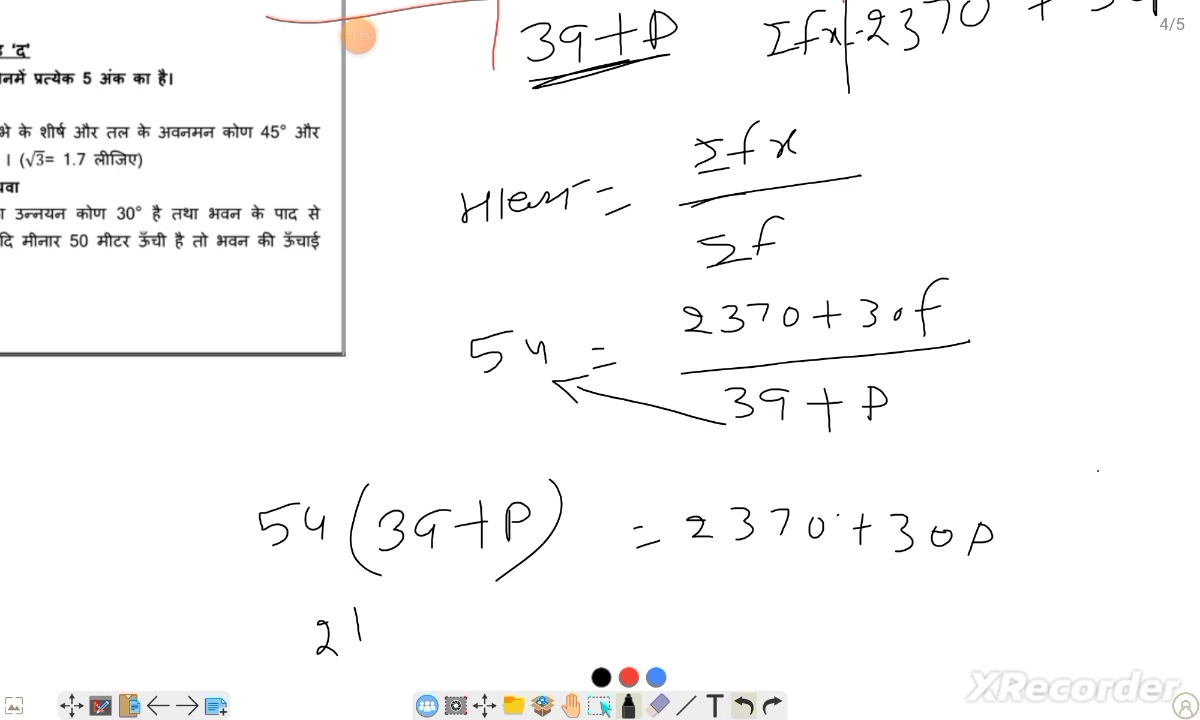 4/5
39+P Σfx=2370 +
'द'
नमें प्रत्येक 5 अंक का है।
भे के शीर्ष और तल के अवनमन कोण 45° और
। (√3= 1.7 लीजिए)
Σfx
माध्य =
Σf
उन्नयन कोण 30° है तथा भवन के पाद से
दि मीनार 50 मीटर ऊँची है तो भवन की ऊँचाई
54 = 2370+30f
39+P
54(39+P) = 2370+30P
21
XRecorder